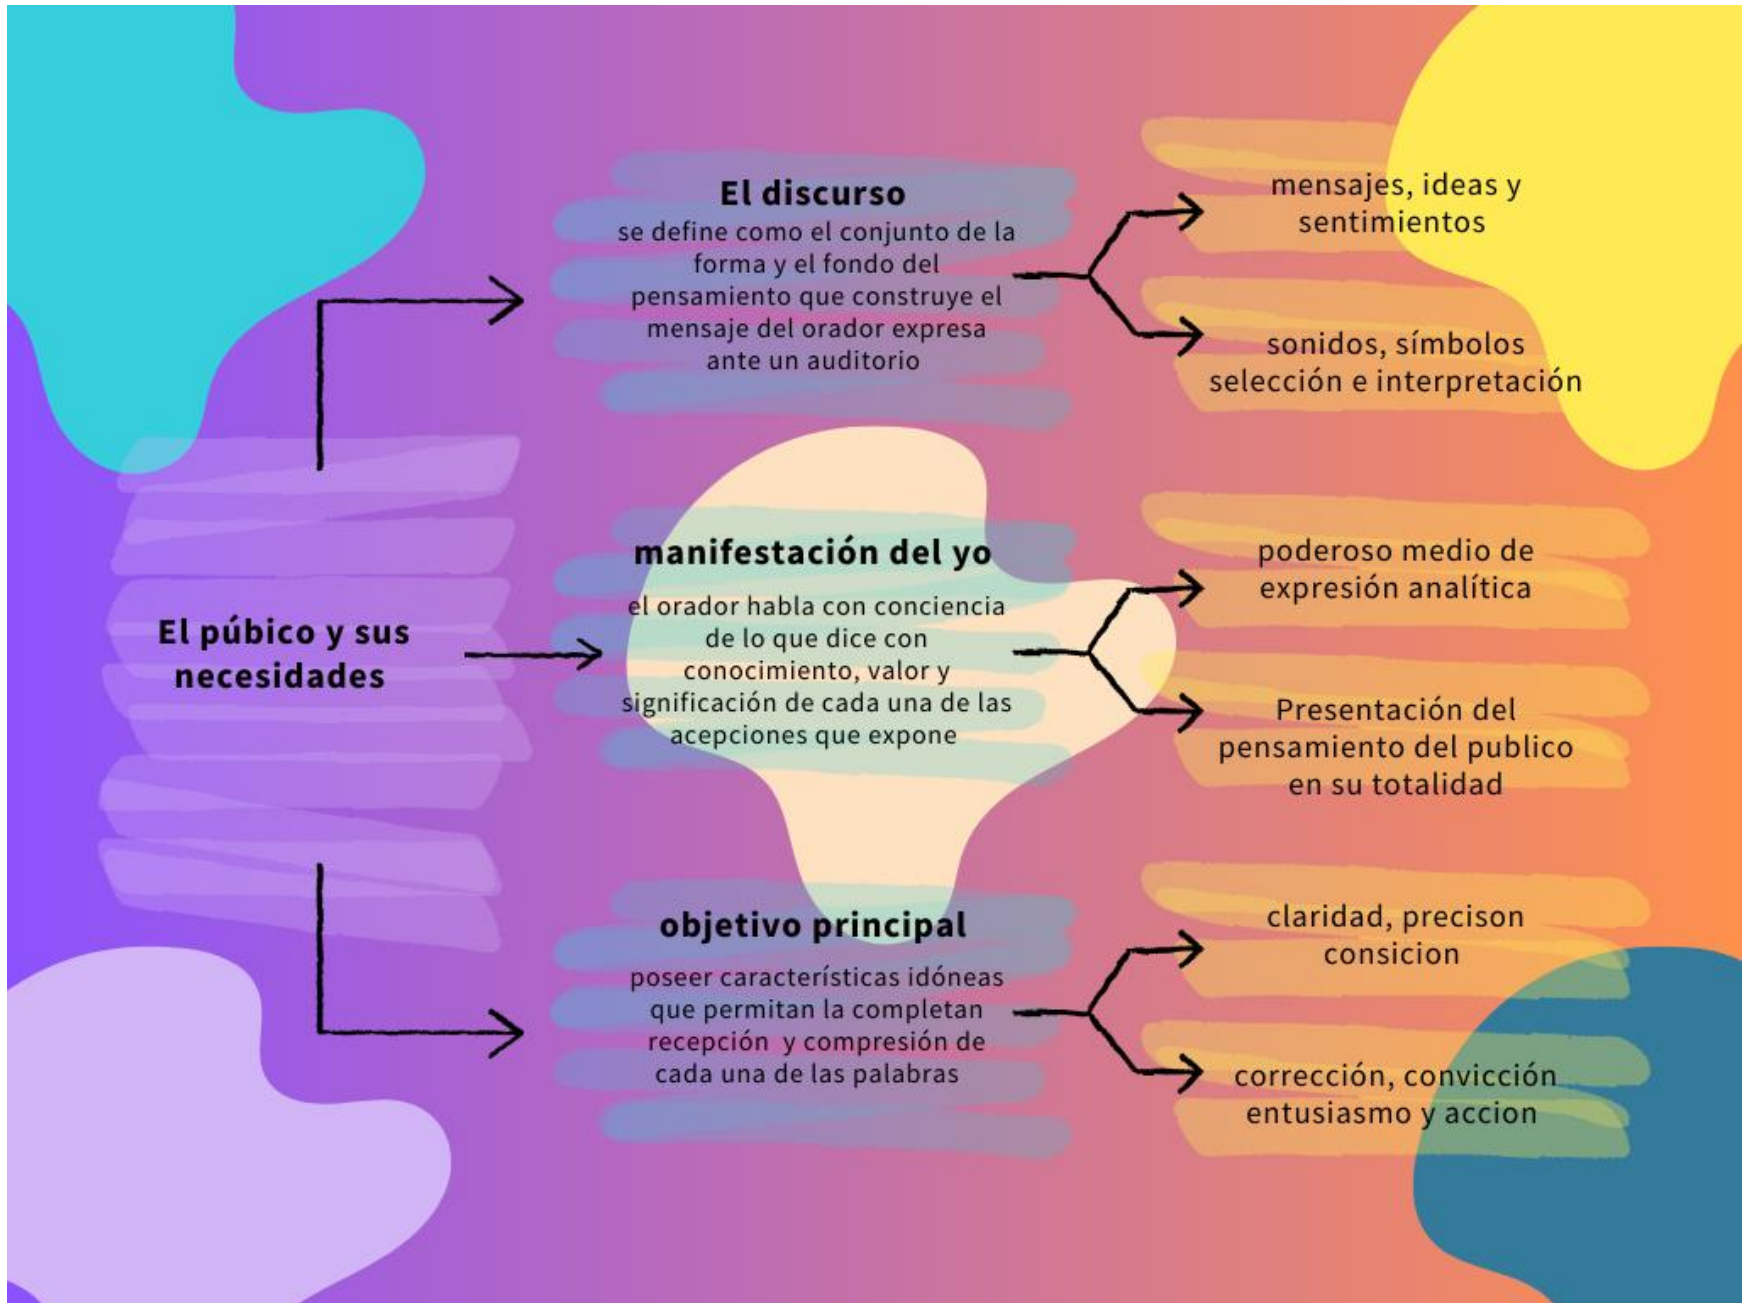 El púbico y sus
necesidades
El discurso
se define como el conjunto de la
forma y el fondo del
pensamiento que construye el
mensaje del orador expresa
ante un auditorio
mensajes, ideas y
sentimientos
sonidos, símbolos
selección e interpretación
manifestación del yo
el orador habla con conciencia
de lo que dice con
conocimiento, valor y
significación de cada una de las
acepciones que expone
poderoso medio de
expresión analítica
Presentación del
pensamiento del publico
en su totalidad
objetivo principal
poseer características idóneas
que permitan la completan
recepción y compresión de
cada una de las palabras
claridad, precison
consicion
corrección, convicción
entusiasmo y accion